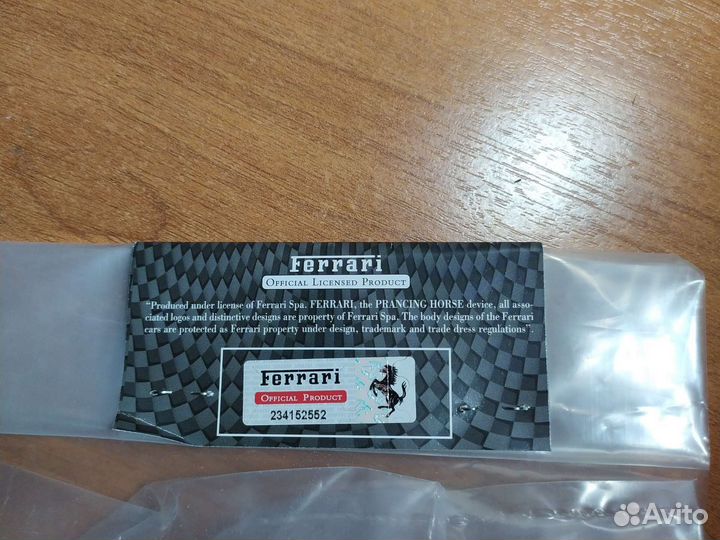 Ferrari
OFFICIAL LICENSED PRODUCT
“Produced under license of Ferrari Spa. FERRARI, the PRANCING HORSE device, all asso-
ciated logos and distinctive designs are property of Ferrari Spa. The body designs of the Ferrari
cars are protected as Ferrari property under design, trademark and trade dress regulations”.
Ferrari
OFFICIAL PRODUCT
234152552
Avito